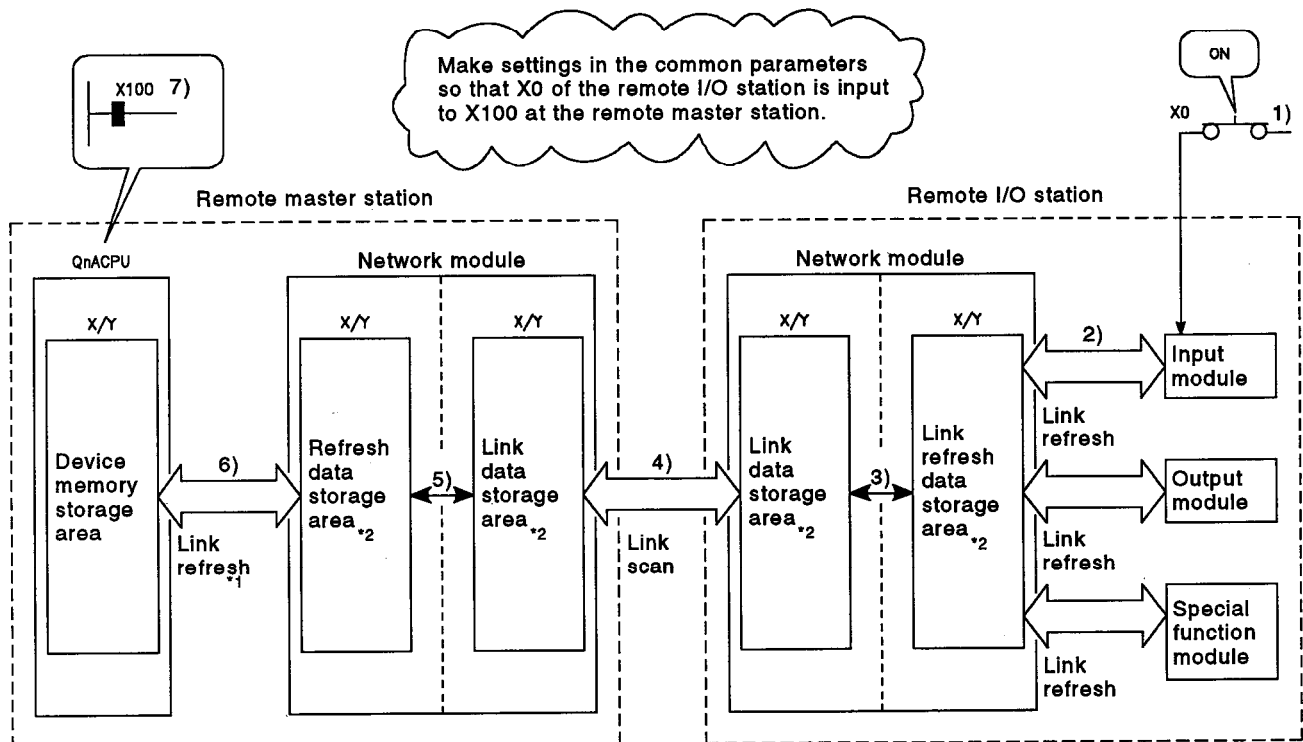 Make settings in the common parameters
so that X0 of the remote I/O station is input
to X100 at the remote master station.
X100 7)
ON
X0
1)
Remote master station
Remote I/O station
QnACPU
Network module
Network module
X/Y
X/Y
X/Y
X/Y
X/Y
Device
memory
storage
area
6)
Link
refresh
*1
Refresh
data
storage
area*2
5)
Link
data
storage
area*2
4)
Link
scan
Link
data
storage
area*2
3)
Link
refresh
data
storage
area*2
2)
Link
refresh
Input
module
Link
refresh
Output
module
Link
refresh
Special
function
module